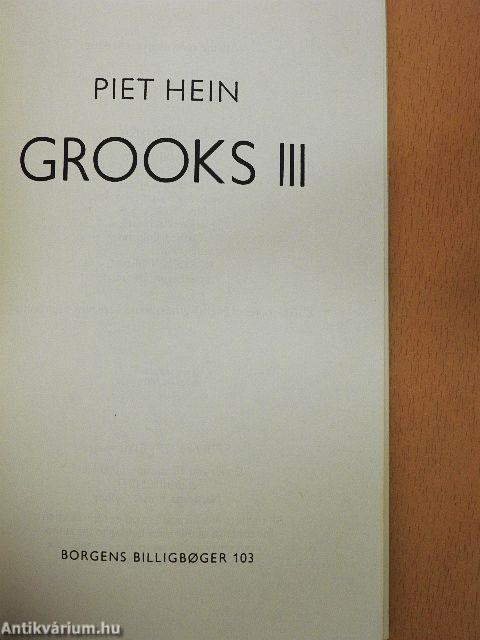 PIET HEIN
GROOKS III
BORGENS BILLIGBØGER 103
Antikvárium.hu